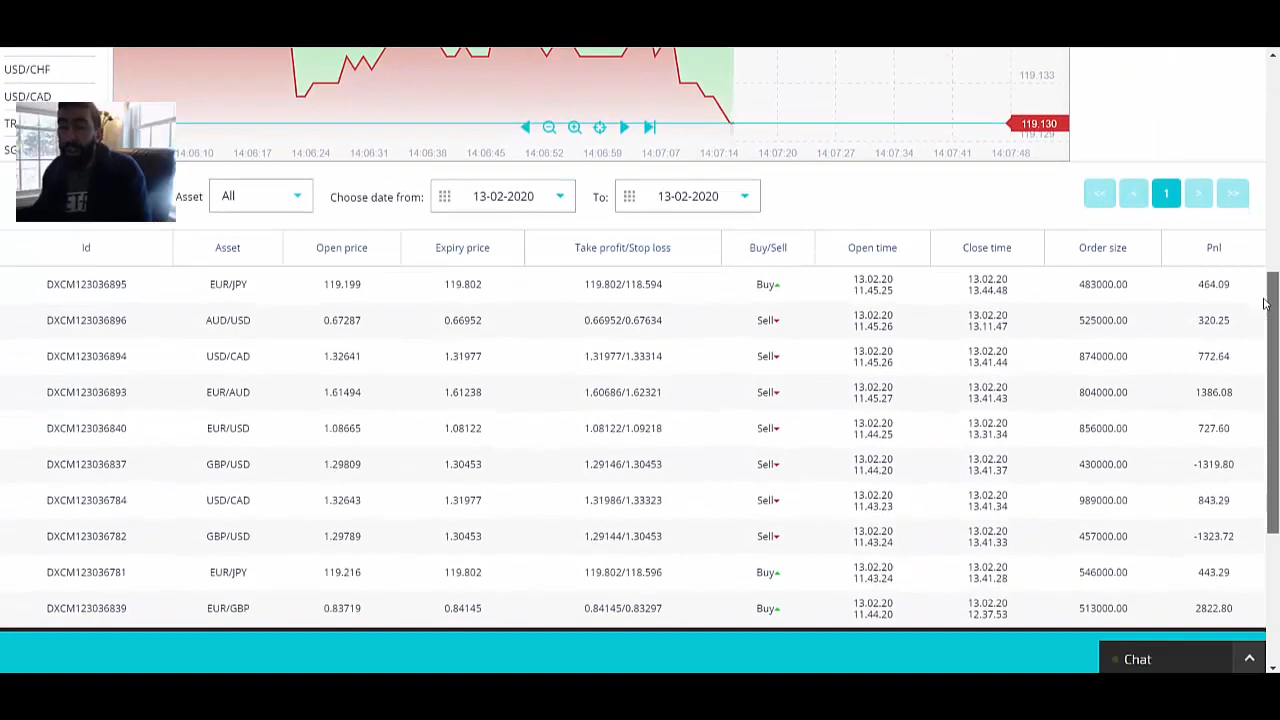 USD/CHF
119.133
USD/CAD
TR
119.130
119.129
SG
14:06:10 14:06:17 14:06:24 14:06:31 14:06:38 14:06:45 14:06:52 14:06:59 14:07:07 14:07:14 14:07:20 14:07:27 14:07:34 14:07:41 14:07:48
Asset All Choose date from: 13-02-2020 To: 13-02-2020 << < 1 > >>
Id Asset Open price Expiry price Take profit/Stop loss Buy/Sell Open time Close time Order size Pnl
DXCM123036895 EUR/JPY 119.199 119.802 119.802/118.594 Buy 13.02.20 11.45.25 13.02.20 13.44.48 483000.00 464.09
DXCM123036896 AUD/USD 0.67287 0.66952 0.66952/0.67634 Sell 13.02.20 11.45.26 13.02.20 13.11.47 525000.00 320.25
DXCM123036894 USD/CAD 1.32641 1.31977 1.31977/1.33314 Sell 13.02.20 11.45.26 13.02.20 13.41.44 874000.00 772.64
DXCM123036893 EUR/AUD 1.61494 1.61238 1.60686/1.62321 Sell 13.02.20 11.45.27 13.02.20 13.41.43 804000.00 1386.08
DXCM123036840 EUR/USD 1.08665 1.08122 1.08122/1.09218 Sell 13.02.20 11.44.25 13.02.20 13.31.34 856000.00 727.60
DXCM123036837 GBP/USD 1.29809 1.30453 1.29146/1.30453 Sell 13.02.20 11.44.20 13.02.20 13.41.37 430000.00 -1319.80
DXCM123036784 USD/CAD 1.32643 1.31977 1.31986/1.33323 Sell 13.02.20 11.43.23 13.02.20 13.41.34 989000.00 843.29
DXCM123036782 GBP/USD 1.29789 1.30453 1.29144/1.30453 Sell 13.02.20 11.43.24 13.02.20 13.41.33 457000.00 -1323.72
DXCM123036781 EUR/JPY 119.216 119.802 119.802/118.596 Buy 13.02.20 11.43.24 13.02.20 13.41.28 546000.00 443.29
DXCM123036839 EUR/GBP 0.83719 0.84145 0.84145/0.83297 Buy 13.02.20 11.44.20 13.02.20 12.37.53 513000.00 2822.80
Chat